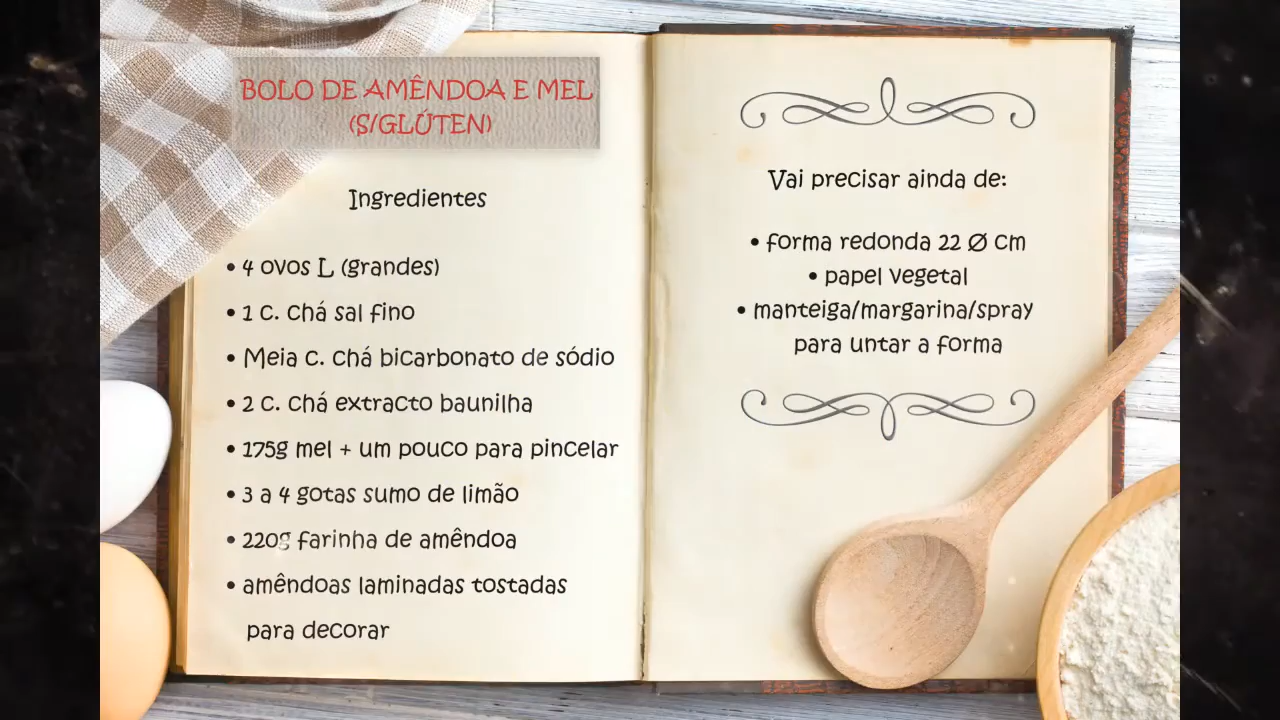 BOLO DE AMÊNDOA E MEL
(S/GLÚTEN)
Ingredientes
• 4 ovos L (grandes)
• 1 c. chá sal fino
• Meia c. chá bicarbonato de sódio
• 2 c. chá extracto baunilha
• 175g mel + um pouco para pincelar
• 3 a 4 gotas sumo de limão
• 220g farinha de amêndoa
• amêndoas laminadas tostadas
para decorar
Vai precisar ainda de:
• forma redonda 22 Ø cm
• papel vegetal
• manteiga/margarina/spray
para untar a forma